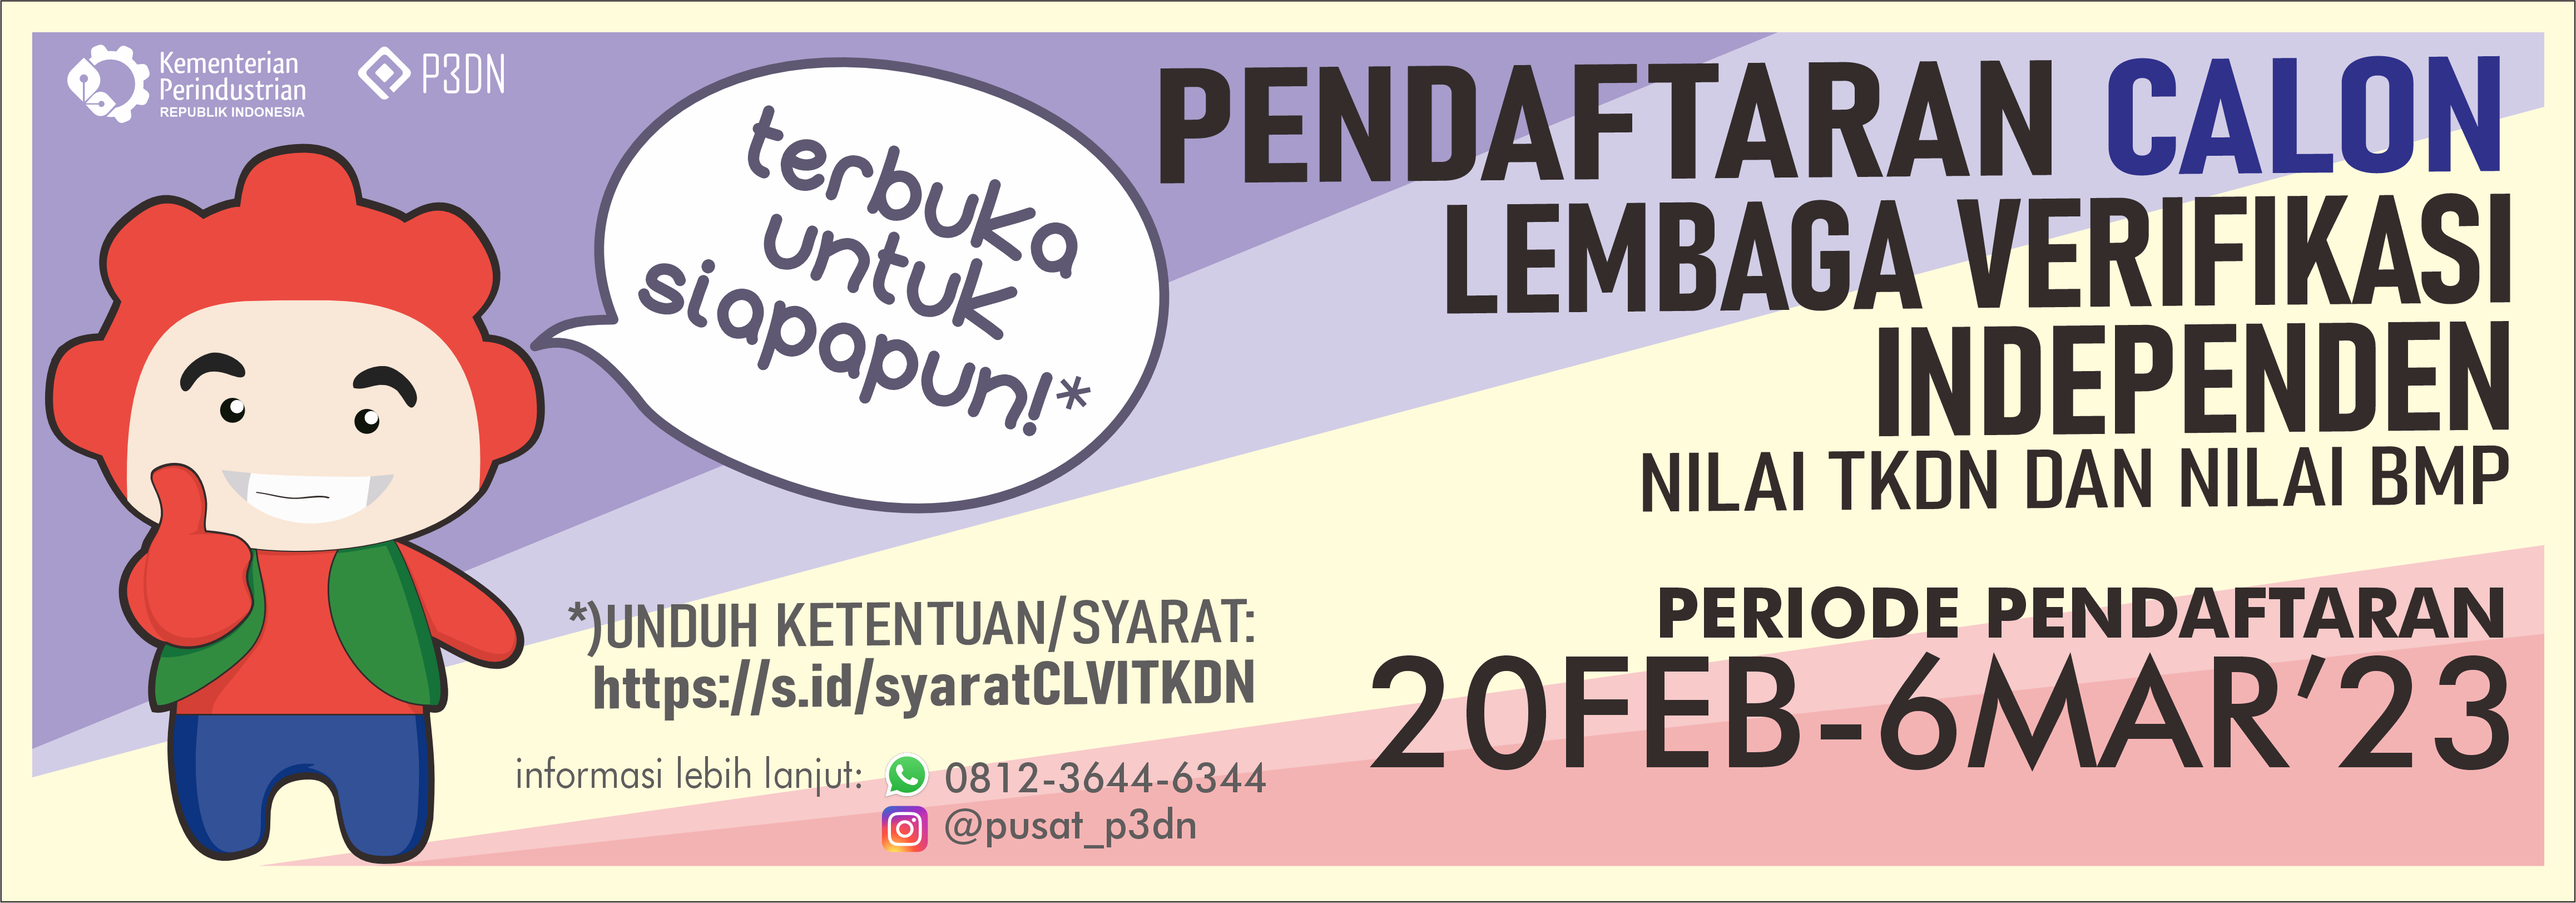 Kementerian
Perindustrian
REPUBLIK INDONESIA
P3DN
terbuka
untuk
siapapun!*
PENDAFTARAN CALON
LEMBAGA VERIFIKASI
INDEPENDEN
NILAI TKDN DAN NILAI BMP
*)UNDUH KETENTUAN/SYARAT:
https://s.id/syaratCLVITKDN
informasi lebih lanjut: 0812-3644-6344
@pusat_p3dn
PERIODE PENDAFTARAN
20FEB-6MAR'23